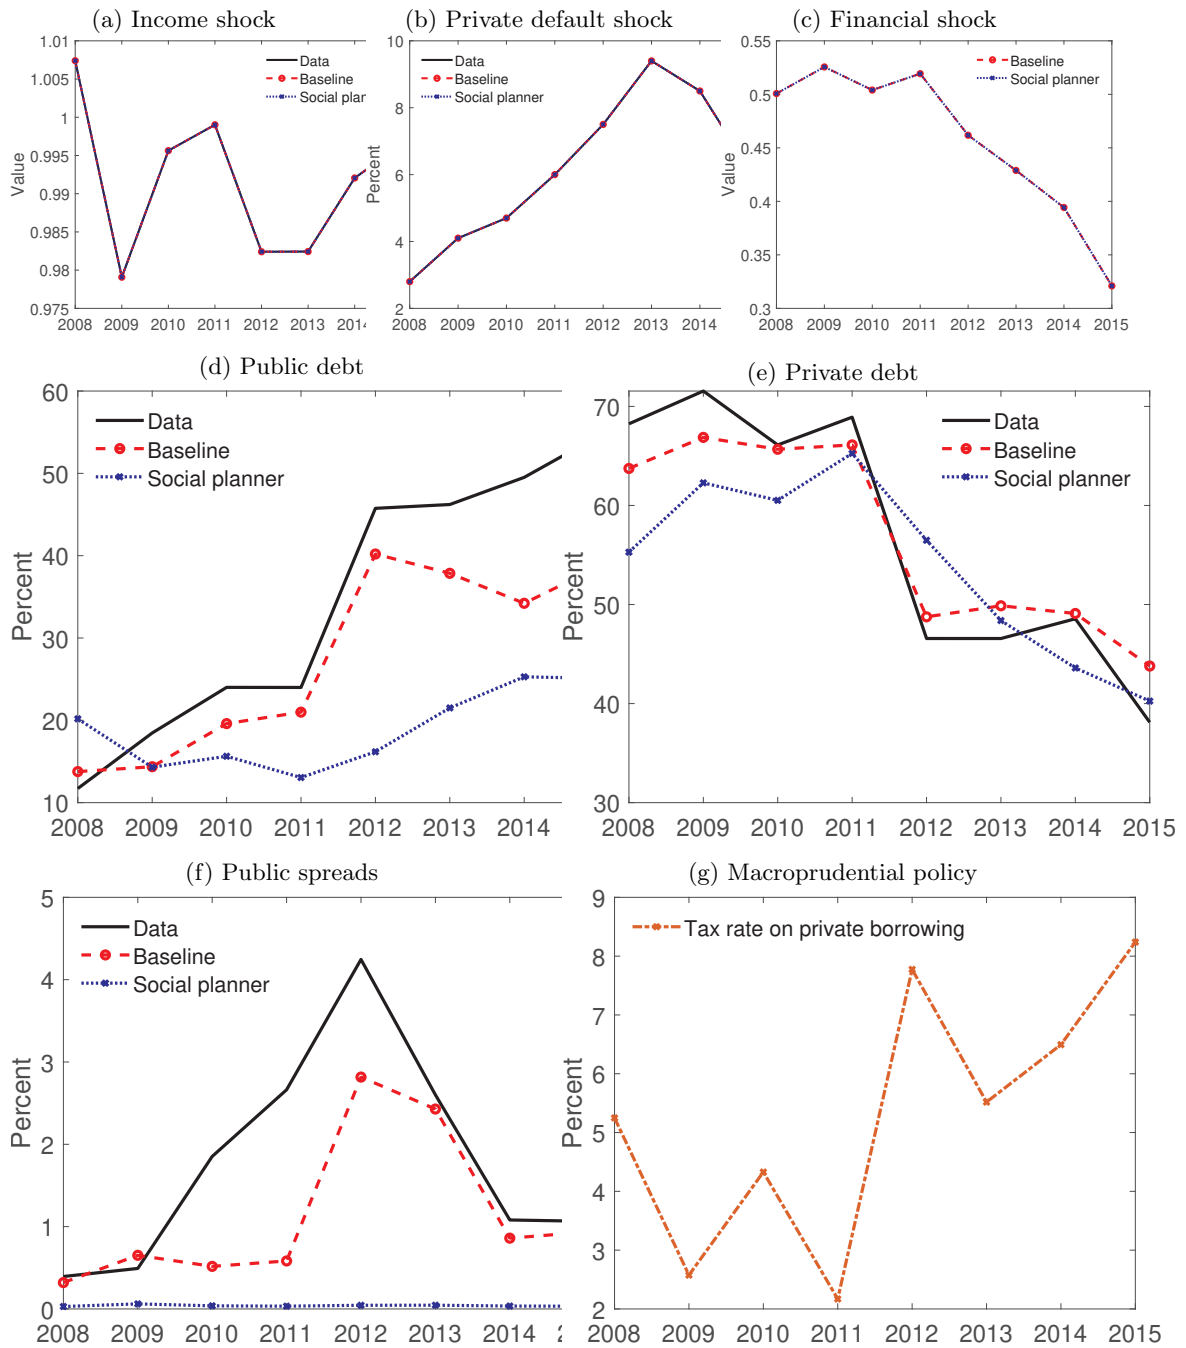 (a) Income shock
1.01
1.005
1
0.995
0.99
0.985
0.98
0.975
Value
Data
Baseline
Social plan
2008 2009 2010 2011 2012 2013 2014
(b) Private default shock
10
8
6
4
2
Percent
Data
Baseline
Social planner
2008 2009 2010 2011 2012 2013 2014
(c) Financial shock
0.55
0.5
0.45
0.4
0.35
0.3
Value
Baseline
Social planner
2008 2009 2010 2011 2012 2013 2014 2015
(d) Public debt
60
50
40
30
20
10
Percent
Data
Baseline
Social planner
2008 2009 2010 2011 2012 2013 2014
(e) Private debt
70
60
50
40
30
Percent
Data
Baseline
Social planner
2008 2009 2010 2011 2012 2013 2014 2015
(f) Public spreads
5
4
3
2
1
0
Percent
Data
Baseline
Social planner
2008 2009 2010 2011 2012 2013 2014 2
(g) Macroprudential policy
9
8
7
6
5
4
3
2
Percent
Tax rate on private borrowing
2008 2009 2010 2011 2012 2013 2014 2015